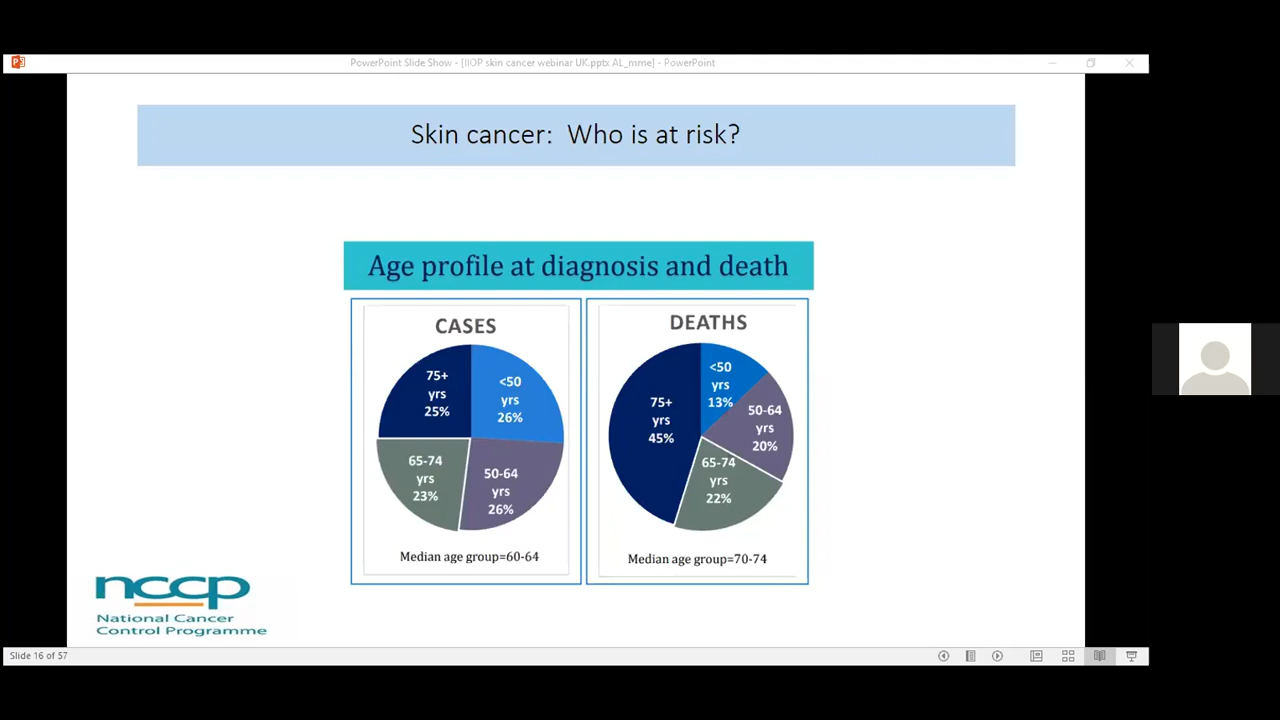 PowerPoint Slide Show - [IIOP skin cancer webinar UK.pptx AL_mme] - PowerPoint
Skin cancer: Who is at risk?
Age profile at diagnosis and death
CASES
75+
yrs
25%
<50
yrs
26%
65-74
yrs
23%
50-64
yrs
26%
Median age group=60-64
DEATHS
<50
yrs
13%
75+
yrs
45%
50-64
yrs
20%
65-74
yrs
22%
Median age group=70-74
nccp
National Cancer
Control Programme
Slide 16 of 57